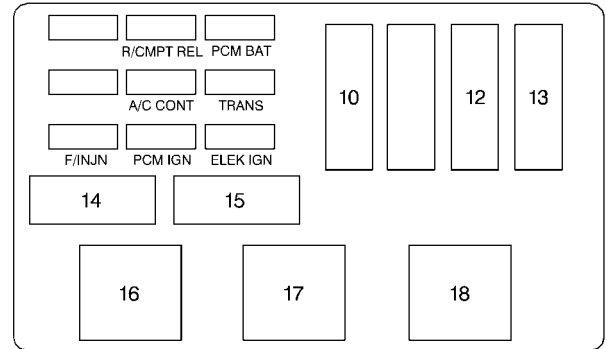 R/CMPT REL PCM BAT
A/C CONT TRANS
F/INJN PCM IGN ELEK IGN
10 12 13
14 15
16 17 18